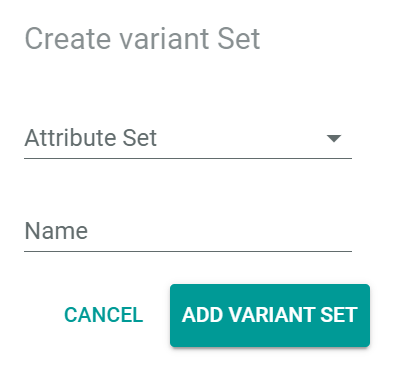 Create variant Set
Attribute Set
Name
CANCEL
ADD VARIANT SET